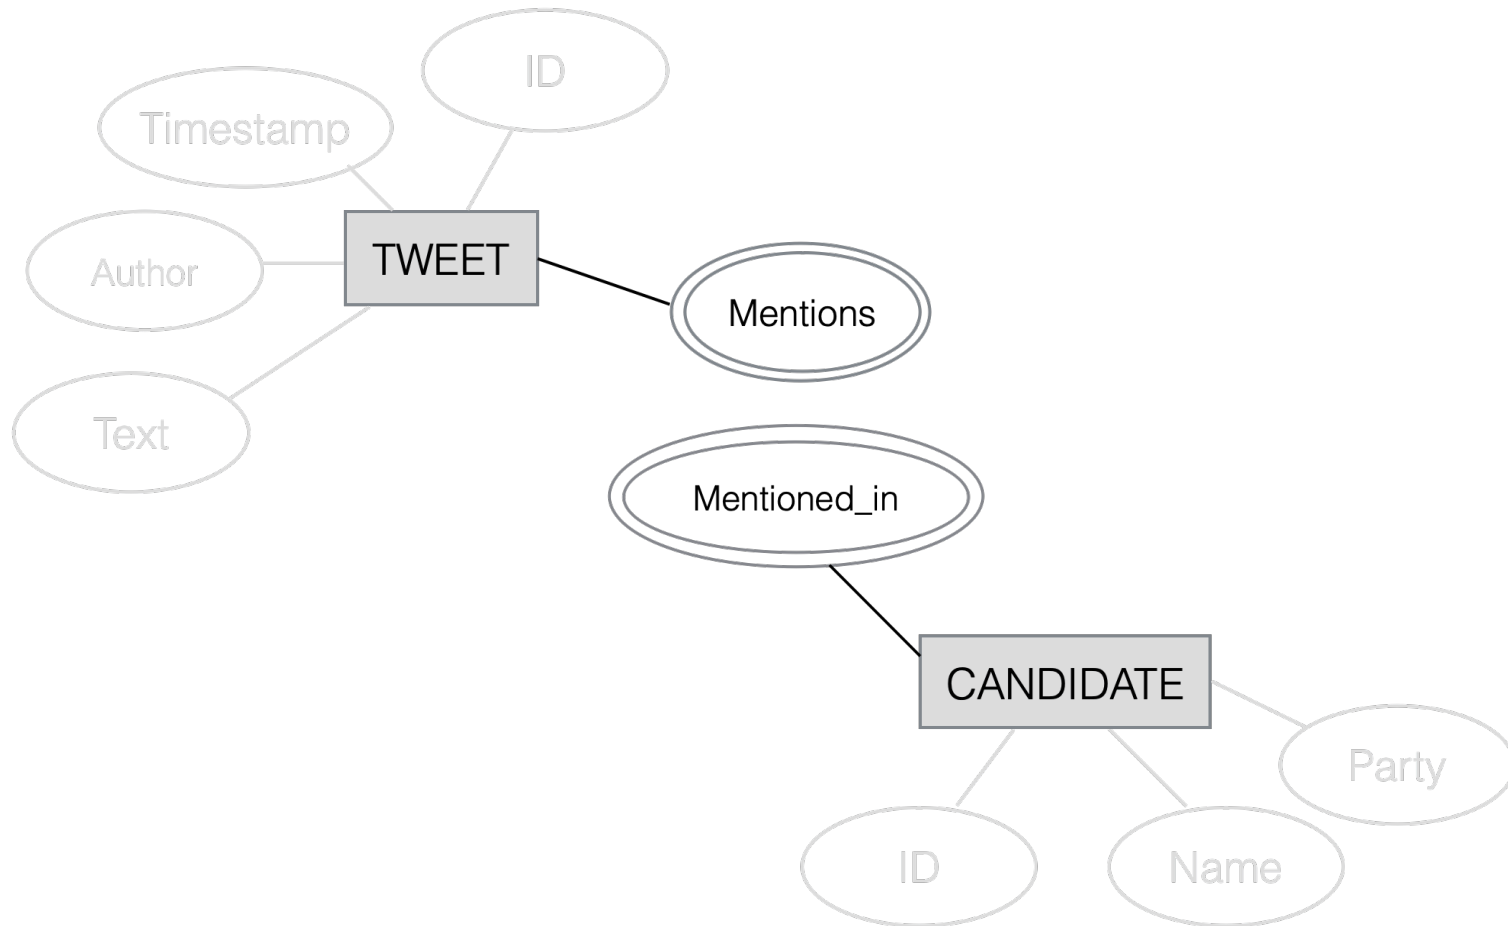 ID
Timestamp
TWEET
Author
Mentions
Text
Mentioned_in
CANDIDATE
Party
ID
Name